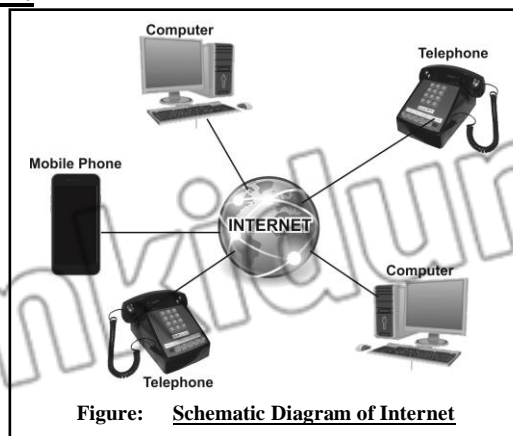 Computer
Telephone
Mobile Phone
INTERNET
Computer
Telephone
Figure: Schematic Diagram of Internet